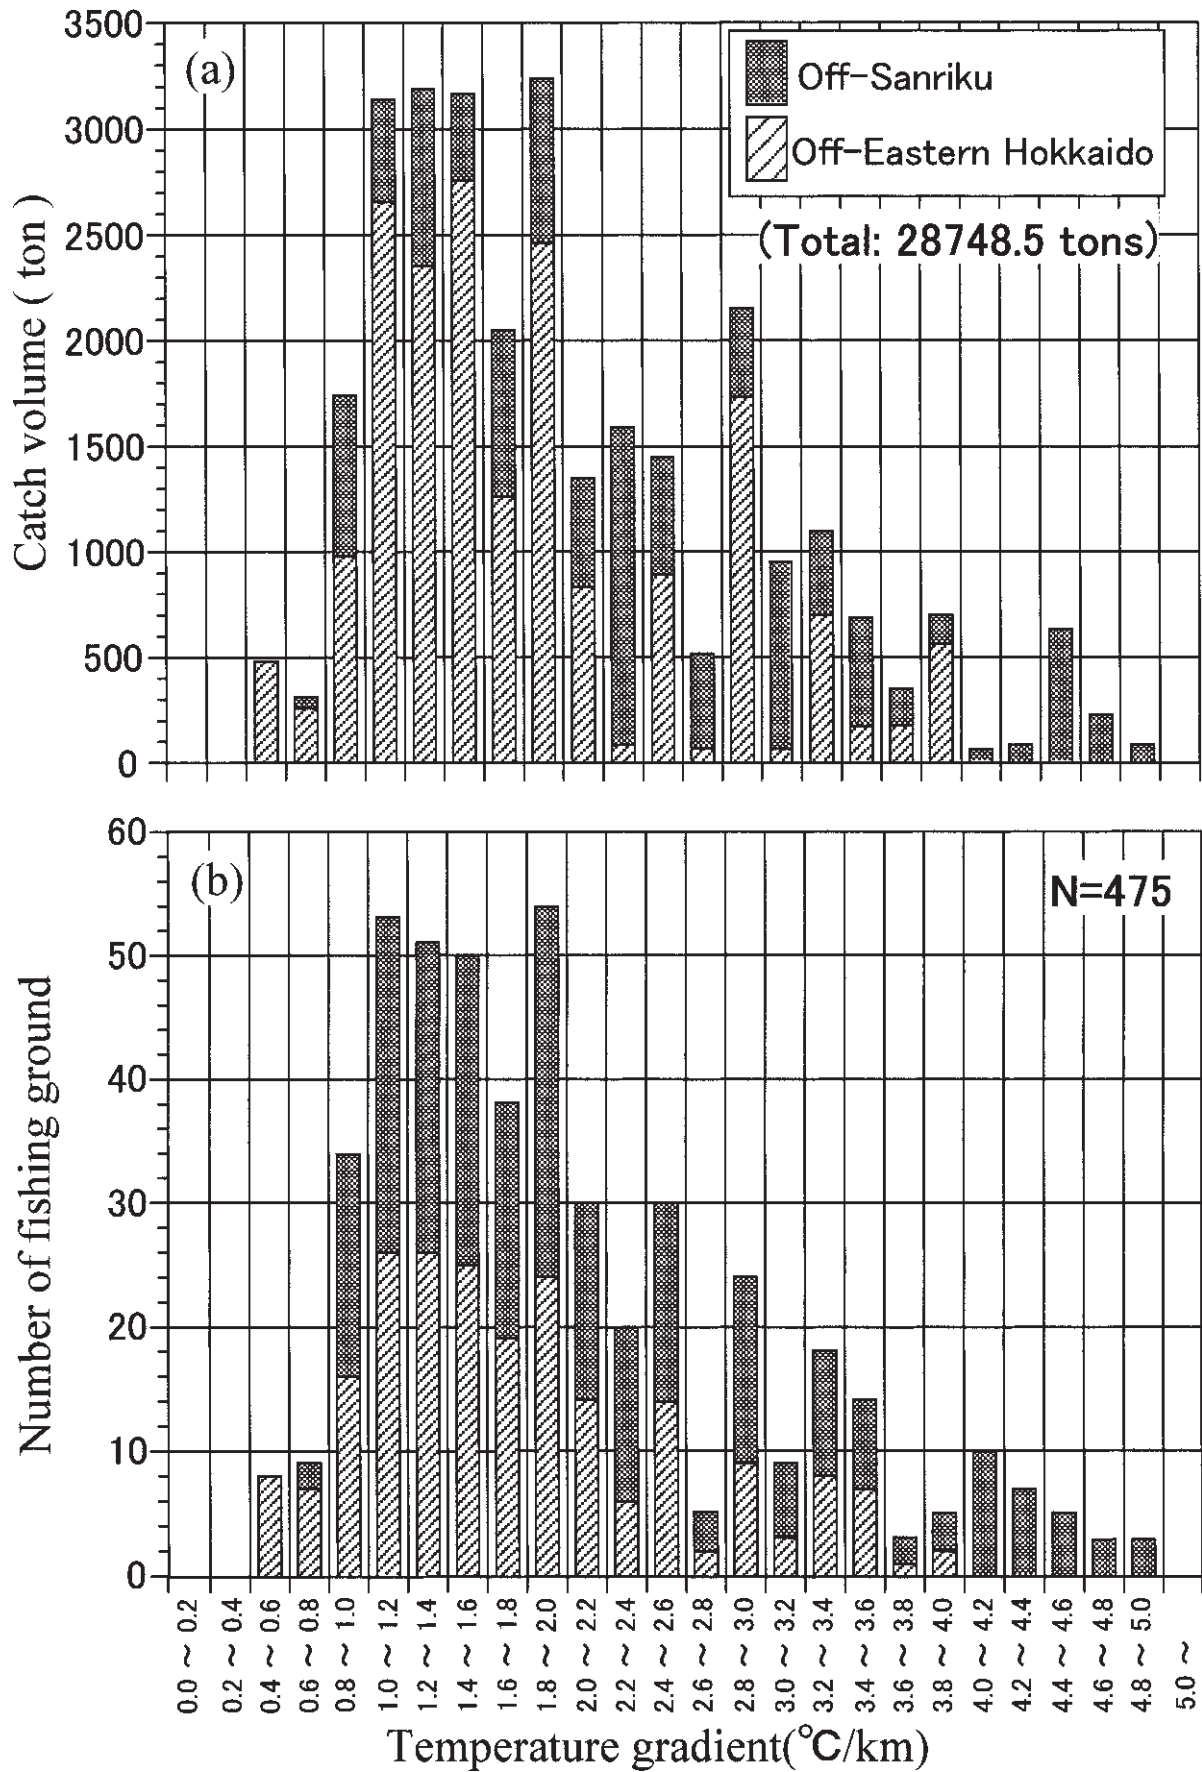 3500
3000
2500
2000
1500
1000
500
0
Catch volume ( ton )
(a)
Off-Sanriku
Off-Eastern Hokkaido
(Total: 28748.5 tons)
60
50
40
30
20
10
0
Number of fishing ground
(b)
N=475
0.0 ~ 0.2
0.2 ~ 0.4
0.4 ~ 0.6
0.6 ~ 0.8
0.8 ~ 1.0
1.0 ~ 1.2
1.2 ~ 1.4
1.4 ~ 1.6
1.6 ~ 1.8
1.8 ~ 2.0
2.0 ~ 2.2
2.2 ~ 2.4
2.4 ~ 2.6
2.6 ~ 2.8
2.8 ~ 3.0
3.0 ~ 3.2
3.2 ~ 3.4
3.4 ~ 3.6
3.6 ~ 3.8
3.8 ~ 4.0
4.0 ~ 4.2
4.2 ~ 4.4
4.4 ~ 4.6
4.6 ~ 4.8
4.8 ~ 5.0
5.0 ~
Temperature gradient(℃/km)